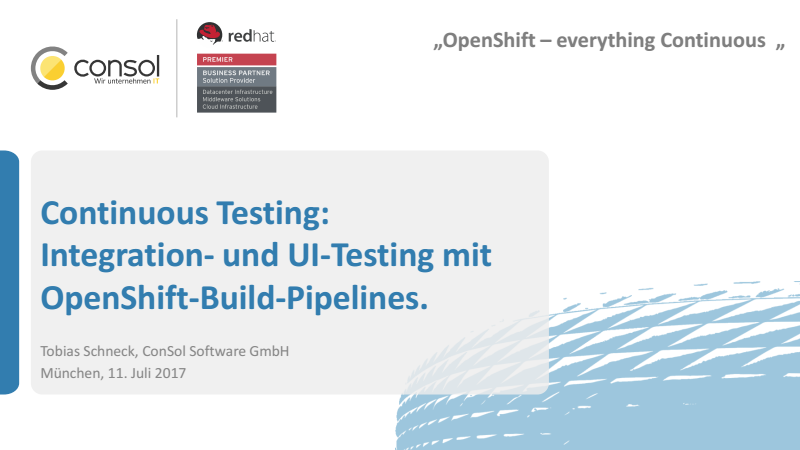 consol
Wir unternehmen IT
redhat.
PREMIER
BUSINESS PARTNER
Solution Provider
Datacenter Infrastructure
Middleware Solutions
Cloud Infrastructure
„OpenShift – everything Continuous „
Continuous Testing:
Integration- und UI-Testing mit
OpenShift-Build-Pipelines.
Tobias Schneck, ConSol Software GmbH
München, 11. Juli 2017